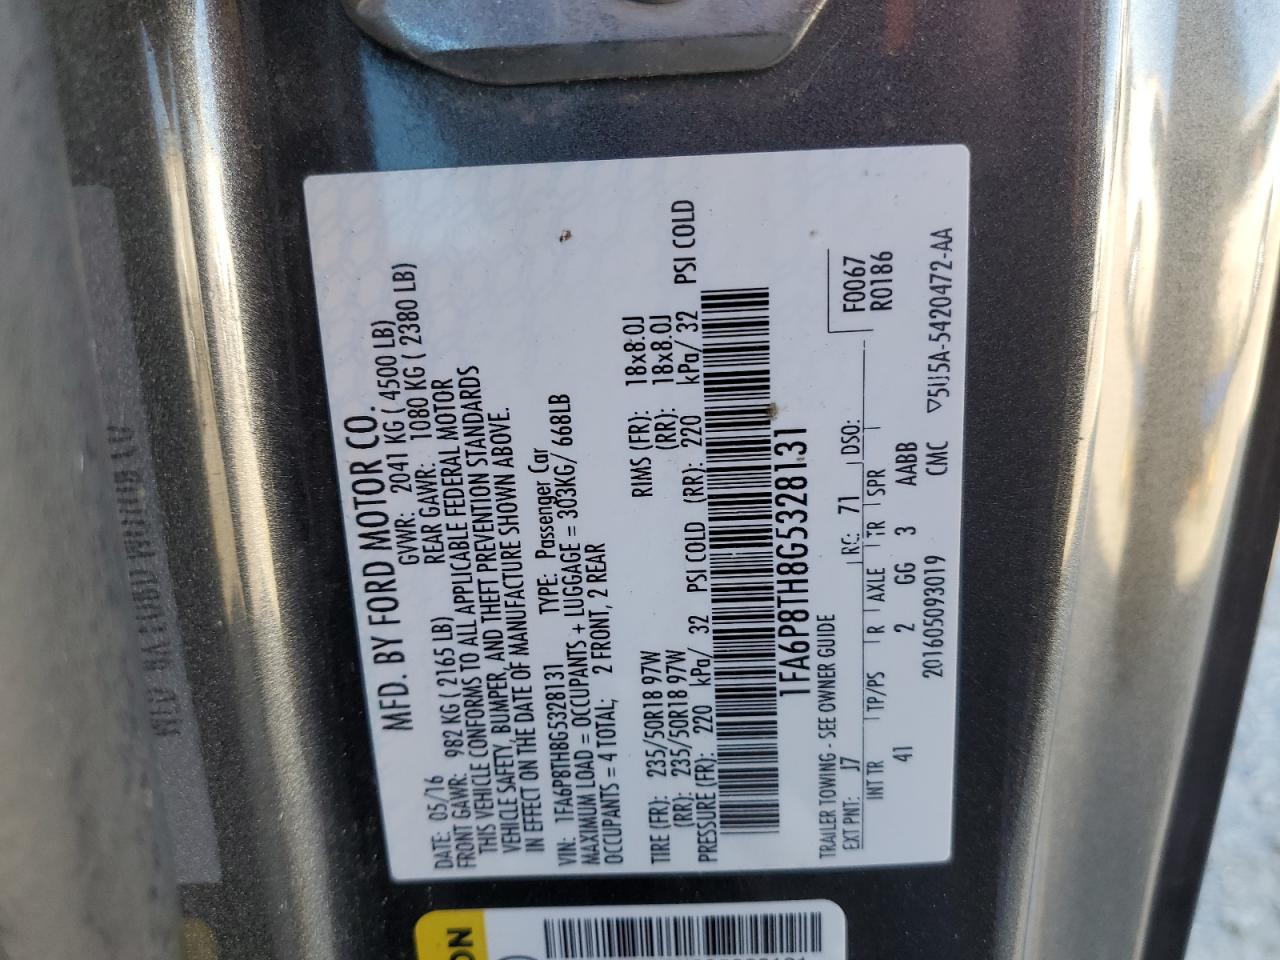 MFD. BY FORD MOTOR CO.
DATE: 05/16 GVWR: 2041 KG ( 4500 LB)
FRONT GAWR: 982 KG ( 2165 LB) REAR GAWR: 1080 KG ( 2380 LB)
THIS VEHICLE CONFORMS TO ALL APPLICABLE FEDERAL MOTOR
VEHICLE SAFETY, BUMPER, AND THEFT PREVENTION STANDARDS
IN EFFECT ON THE DATE OF MANUFACTURE SHOWN ABOVE.
VIN: 1FA6P8TH8G5328131 TYPE: Passenger Car
MAXIMUM LOAD = OCCUPANTS + LUGGAGE = 303KG/ 668LB
OCCUPANTS = 4 TOTAL; 2 FRONT, 2 REAR
TIRE (FR): 235/50R18 97W RIMS (FR): 18x8.0J
(RR): 235/50R18 97W (RR): 18x8.0J
PRESSURE (FR): 220 kPa/ 32 PSI COLD (RR): 220 kPa/ 32 PSI COLD
1FA6P8TH8G5328131
TRAILER TOWING - SEE OWNER GUIDE
F0067
R0186
EXT PNT: J7 RC: 71 DSO:
INT TR TP/PS R AXLE TR SPR
41 2 GG 3 AABB
201605093019 CMC ▽5U5A-5420472-AA